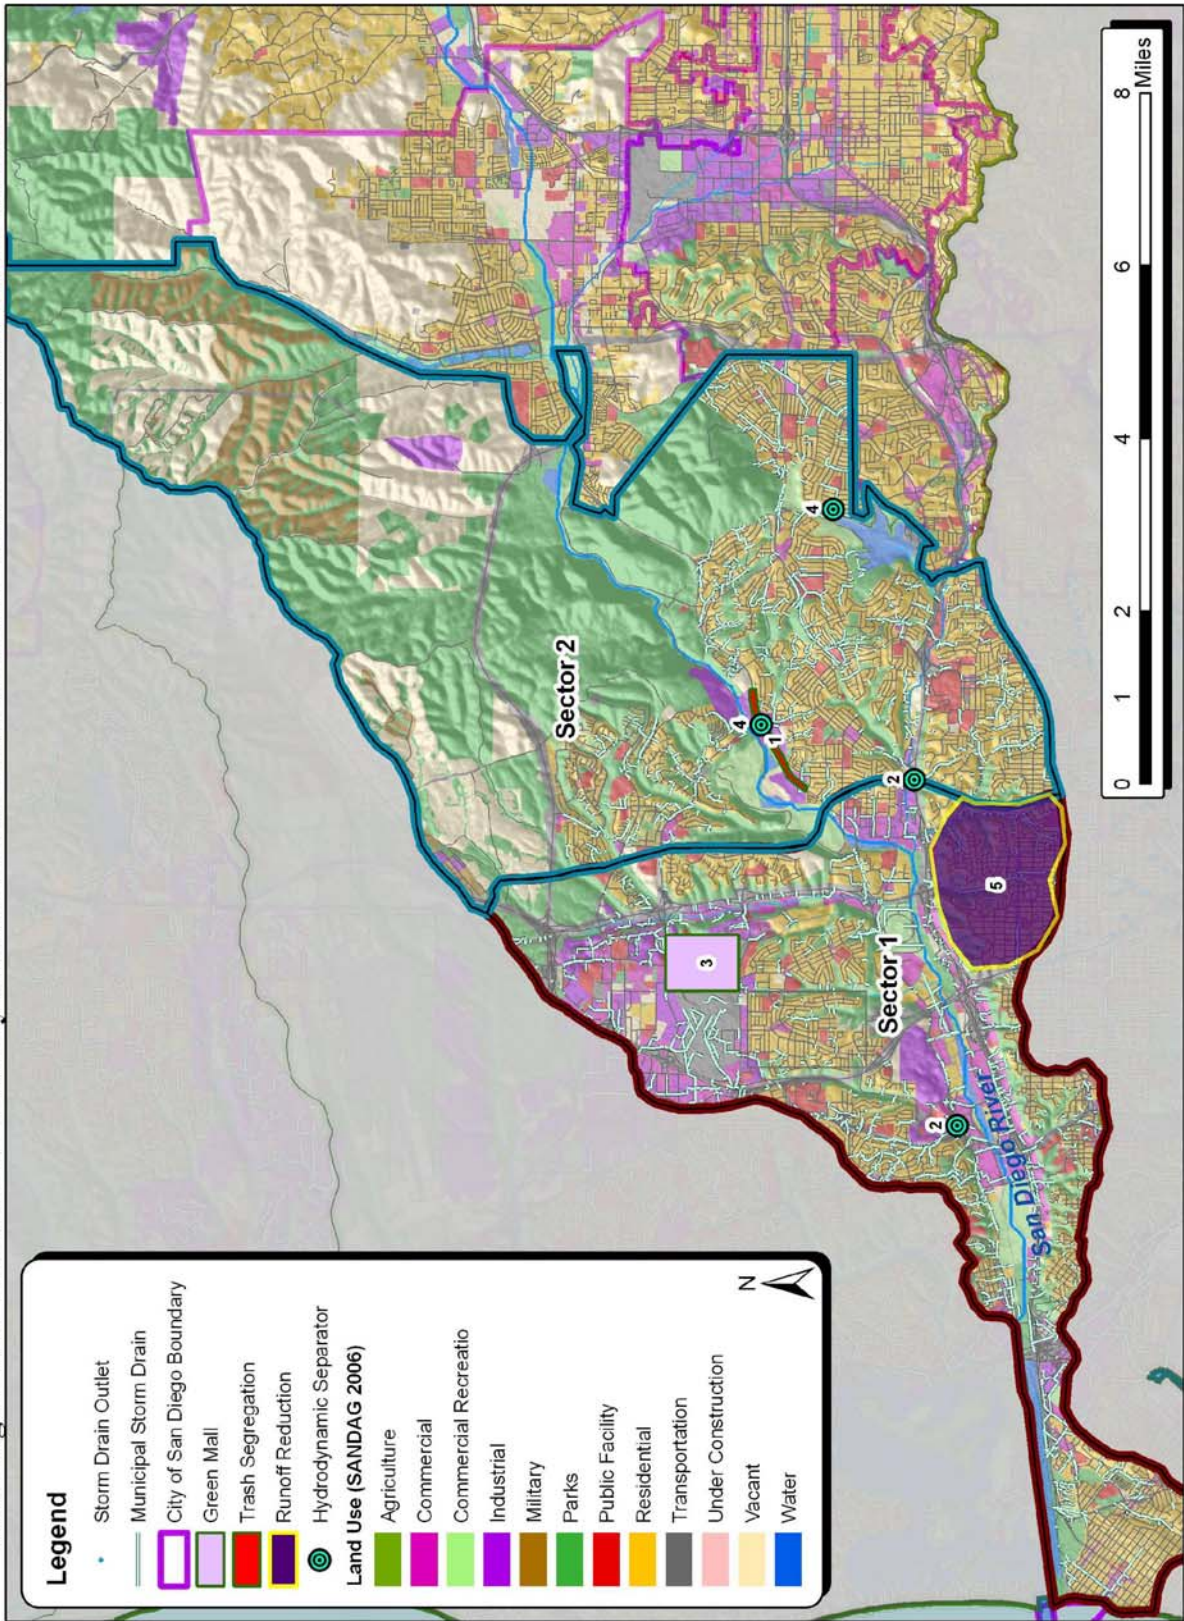 Legend
Storm Drain Outlet
Municipal Storm Drain
City of San Diego Boundary
Green Mall
Trash Segregation
Runoff Reduction
Hydrodynamic Separator
Land Use (SANDAG 2006)
Agriculture
Commercial
Commercial Recreatio
Industrial
Military
Parks
Public Facility
Residential
Transportation
Under Construction
Vacant
Water
N
Sector 2
Sector 1
San Diego River
4
4
1
2
2
3
5
0 1 2 4 6 8
Miles